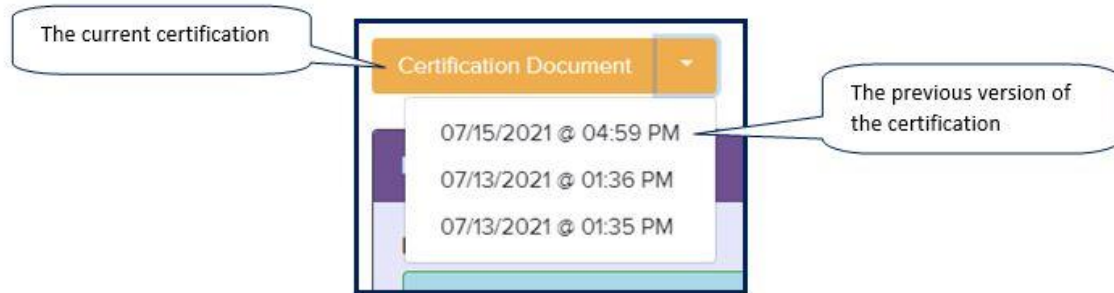 The current certification
Certification Document
The previous version of
the certification
07/15/2021 @ 04:59 PM
07/13/2021 @ 01:36 PM
07/13/2021 @ 01:35 PM